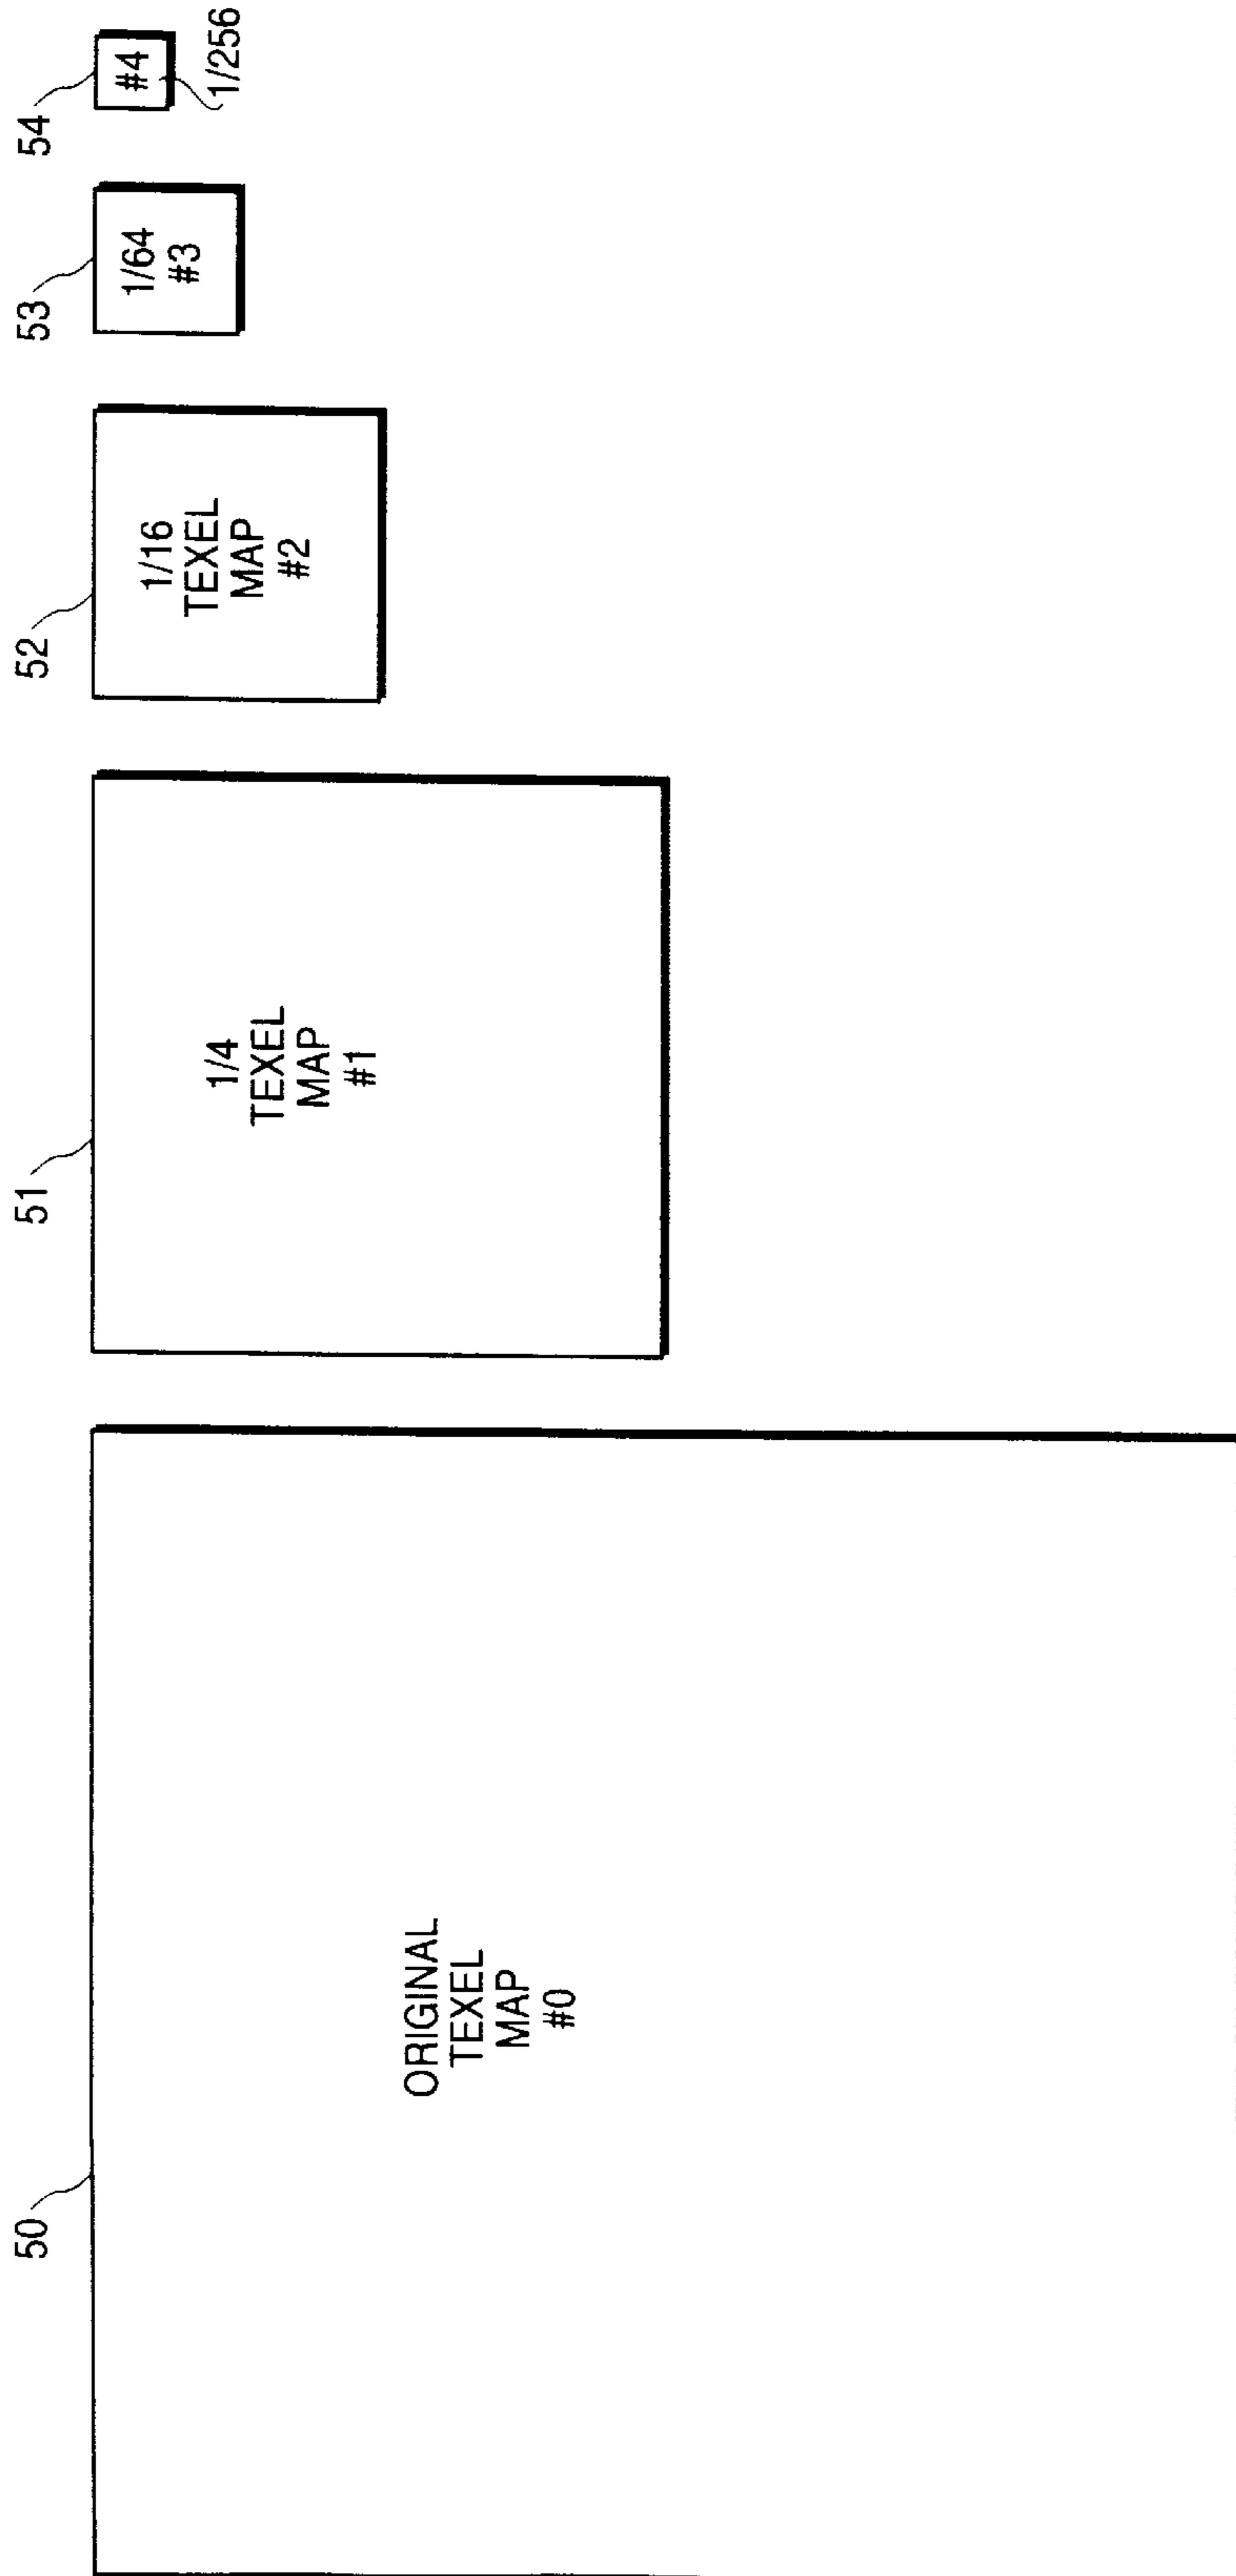 50
ORIGINAL
TEXEL
MAP
#0
51
1/4
TEXEL
MAP
#1
52
1/16
TEXEL
MAP
#2
53
1/64
#3
54
#4
1/256